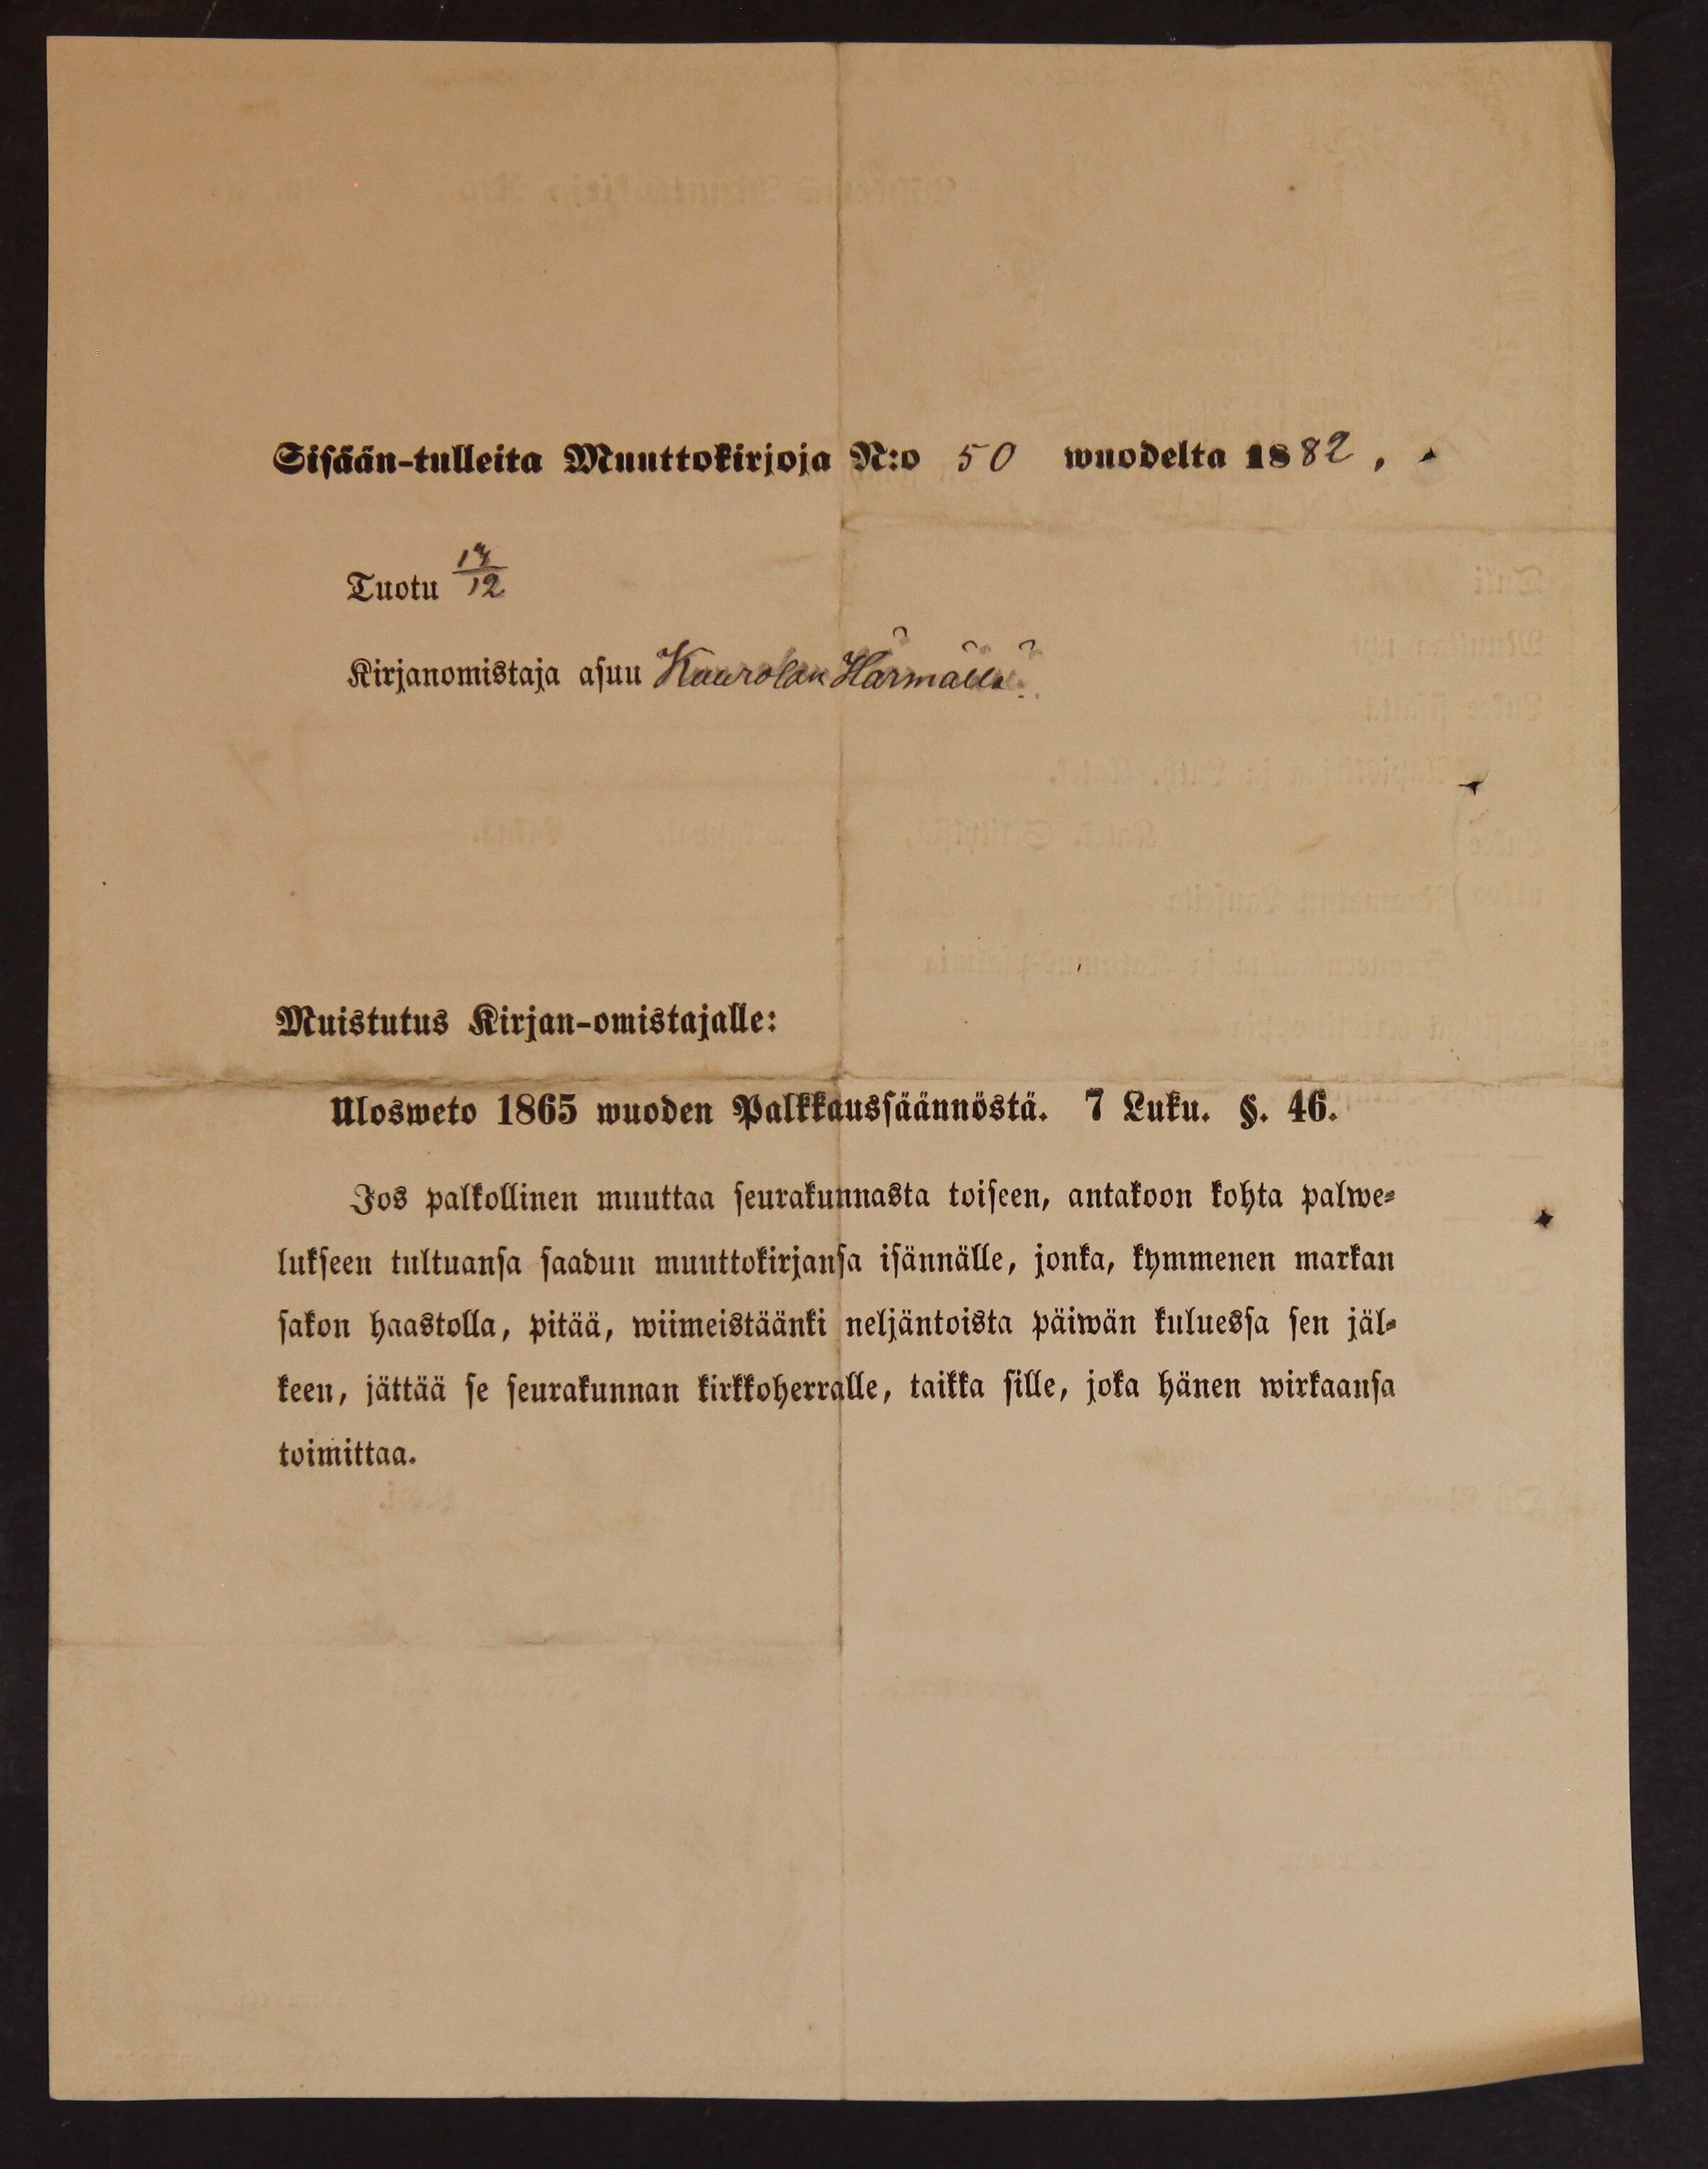 Sisään-tulleita Muuttokirjoja N:o 50 wuodelta 1882,
Tuotu 17/12
Kirjanomistaja asuu Kaurolan Härmällä.
Muistutus Kirjan-omistajalle:
Ulosweto 1865 wuoden Palkkaussäännöstä. 7 Luku. §. 46.
Jos palkollinen muuttaa seurakunnasta toiseen, antakoon kohta palwe-
lukseen tultuansa saadun muuttokirjansa isännälle, jonka, kymmenen markan
sakon haastolla, pitää, wiimeistäänki neljäntoista päiwän kuluessa sen jäl-
keen, jättää se seurakunnan kirkkoherralle, taikka sille, joka hänen wirkaansa
toimittaa.